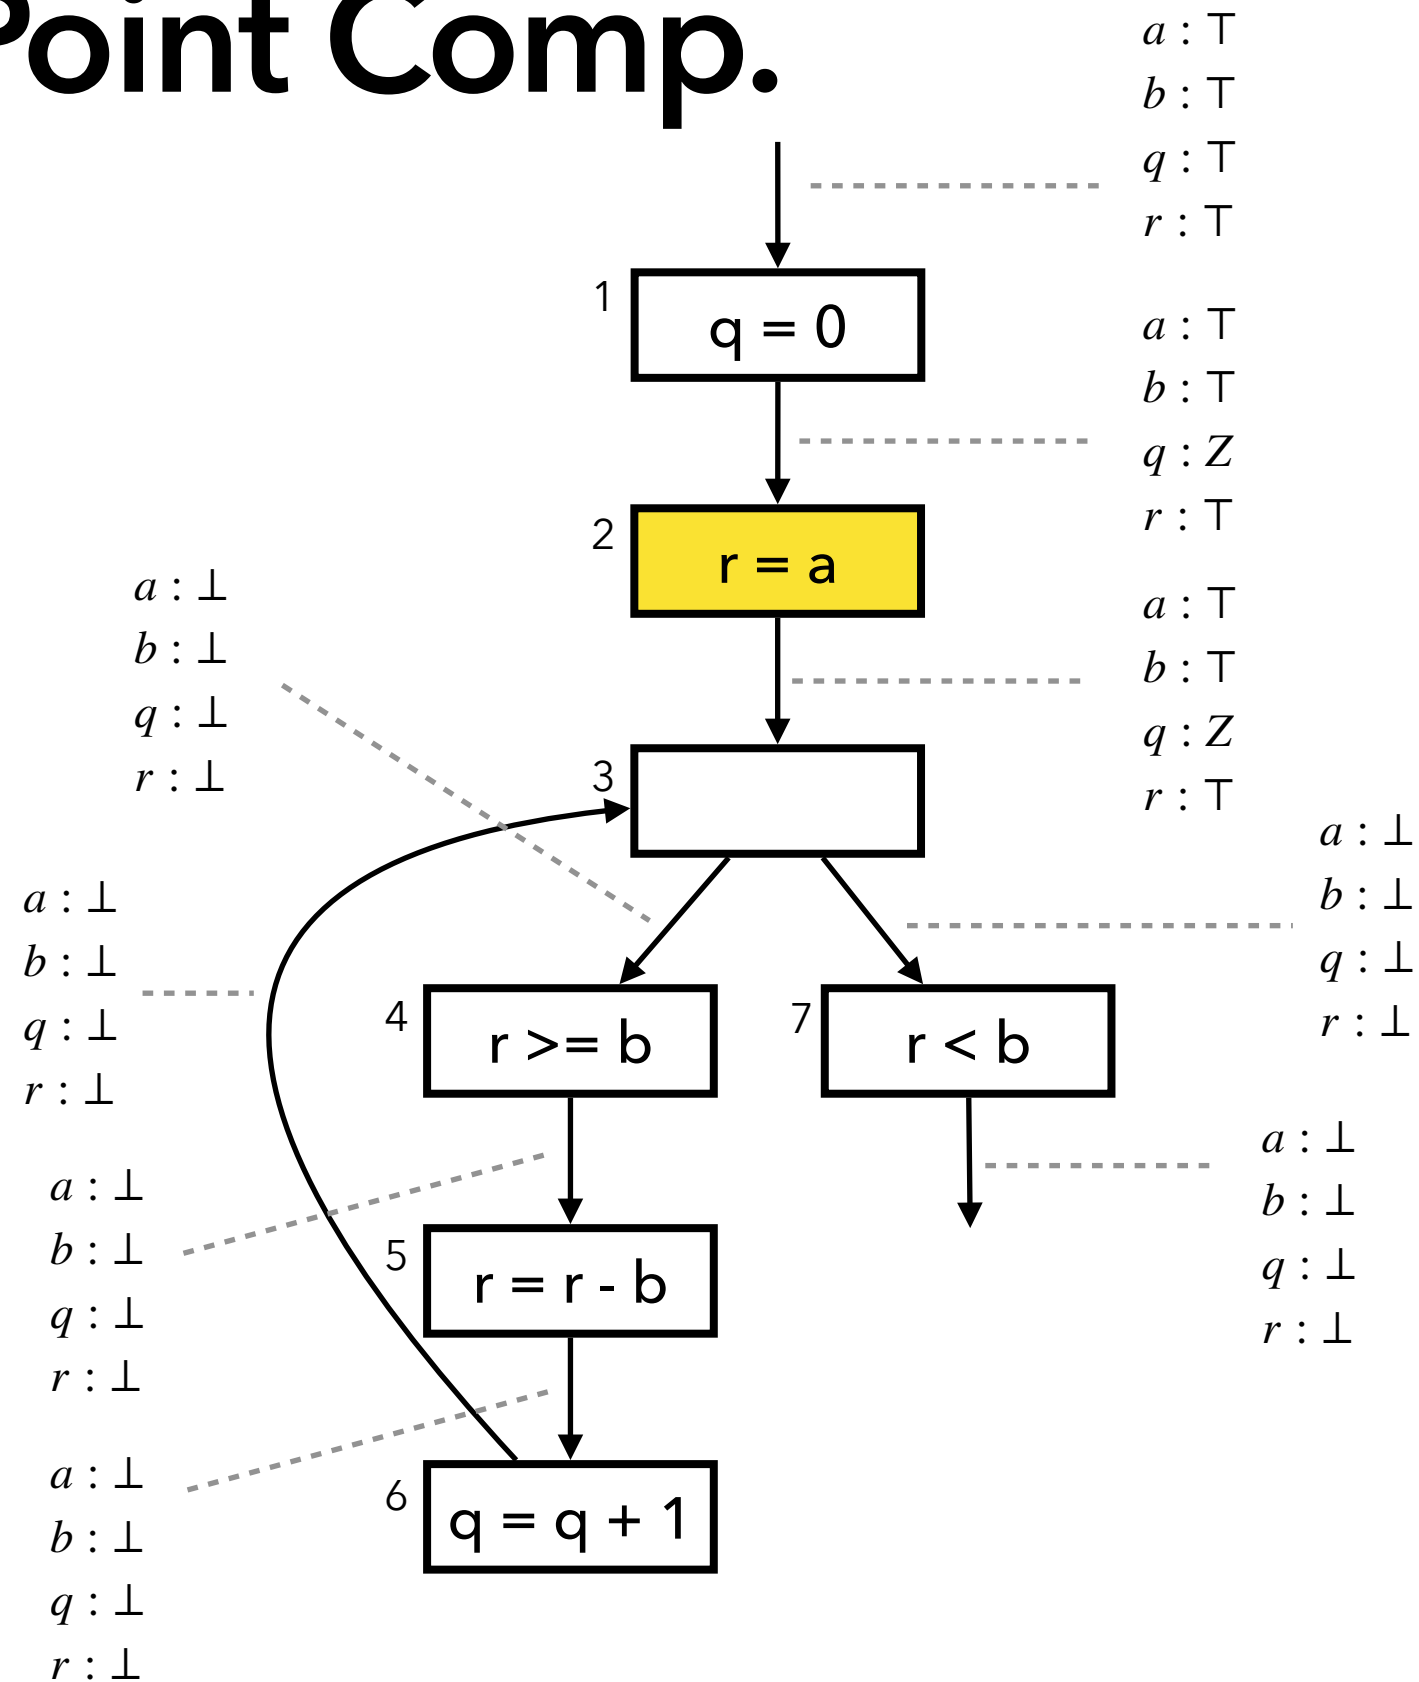 Point Comp.
a : ⊤
b : ⊤
q : ⊤
r : ⊤
1
q = 0
a : ⊤
b : ⊤
q : Z
r : ⊤
2
r = a
a : ⊤
b : ⊤
q : Z
r : ⊤
a : ⊥
b : ⊥
q : ⊥
r : ⊥
3
a : ⊥
b : ⊥
q : ⊥
r : ⊥
a : ⊥
b : ⊥
q : ⊥
r : ⊥
4
r >= b
7
r < b
a : ⊥
b : ⊥
q : ⊥
r : ⊥
a : ⊥
b : ⊥
q : ⊥
r : ⊥
5
r = r - b
6
q = q + 1
a : ⊥
b : ⊥
q : ⊥
r : ⊥